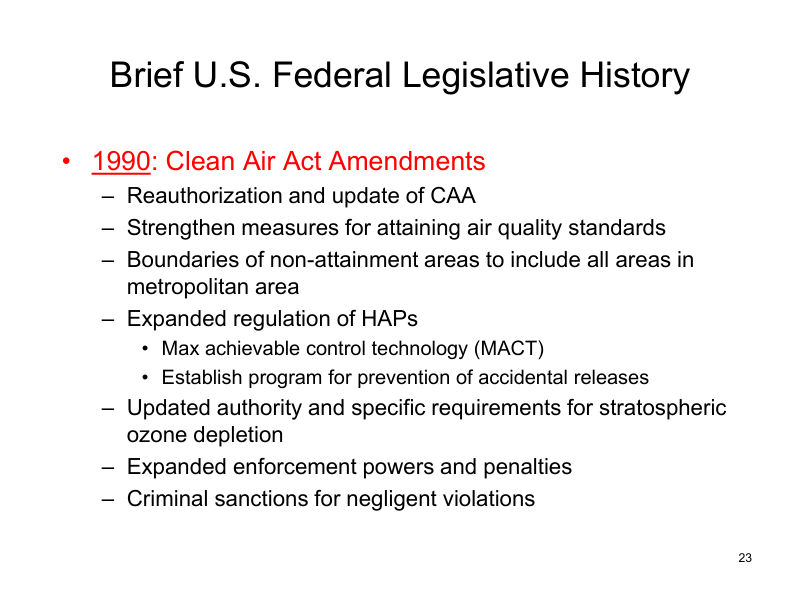 Brief U.S. Federal Legislative History
• 1990: Clean Air Act Amendments
– Reauthorization and update of CAA
– Strengthen measures for attaining air quality standards
– Boundaries of non-attainment areas to include all areas in
metropolitan area
– Expanded regulation of HAPs
• Max achievable control technology (MACT)
• Establish program for prevention of accidental releases
– Updated authority and specific requirements for stratospheric
ozone depletion
– Expanded enforcement powers and penalties
– Criminal sanctions for negligent violations
23